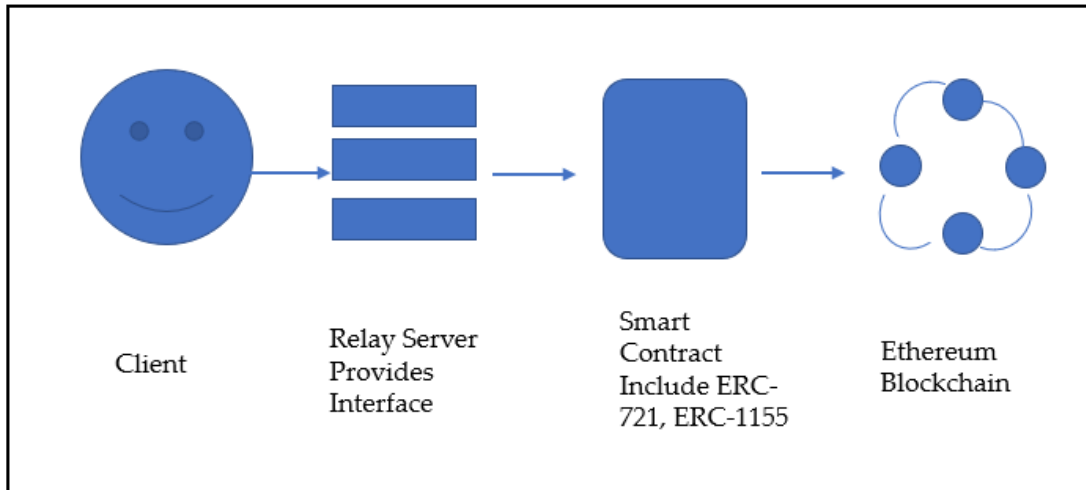 Client
Relay Server
Provides
Interface
Smart
Contract
Include ERC-
721, ERC-1155
Ethereum
Blockchain